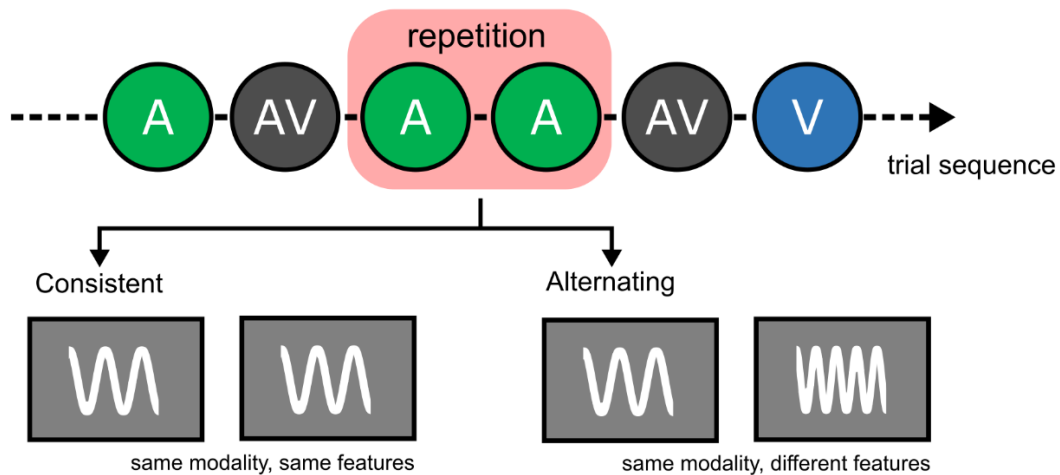 repetition
A AV A A AV V
trial sequence
Consistent
Alternating
same modality, same features
same modality, different features